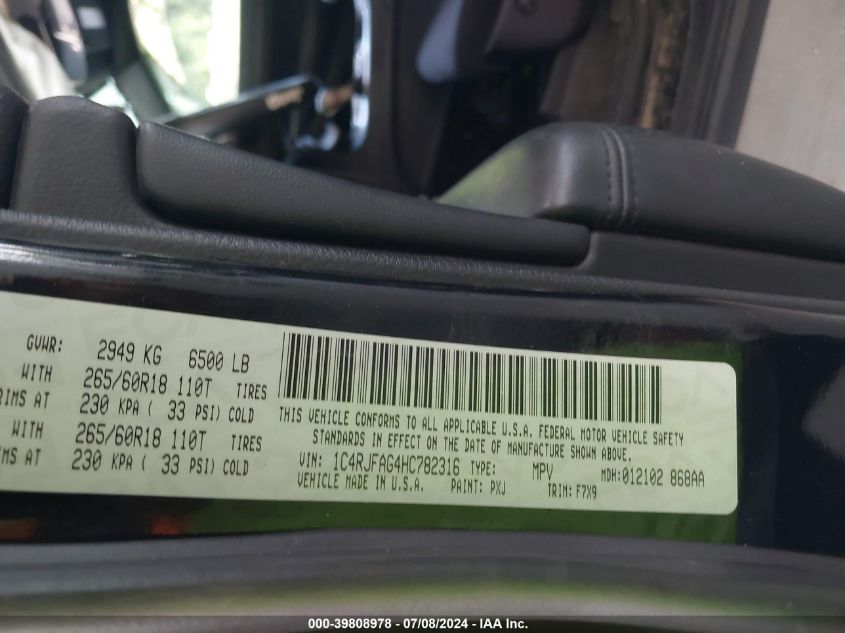 GVWR: 2949 KG 6500 LB
WITH 265/60R18 110T TIRES
RIMS AT 230 KPA ( 33 PSI) COLD
WITH 265/60R18 110T TIRES
IMS AT 230 KPA ( 33 PSI) COLD
THIS VEHICLE CONFORMS TO ALL APPLICABLE U.S.A. FEDERAL MOTOR VEHICLE SAFETY
STANDARDS IN EFFECT ON THE DATE OF MANUFACTURE SHOWN ABOVE.
VIN: 1C4RJFAG4HC782316 TYPE: MPV MDH:012102 868AA
VEHICLE MADE IN U.S.A. PAINT: PXJ TRIM: F7X9
000-39808978 - 07/08/2024 - IAA Inc.